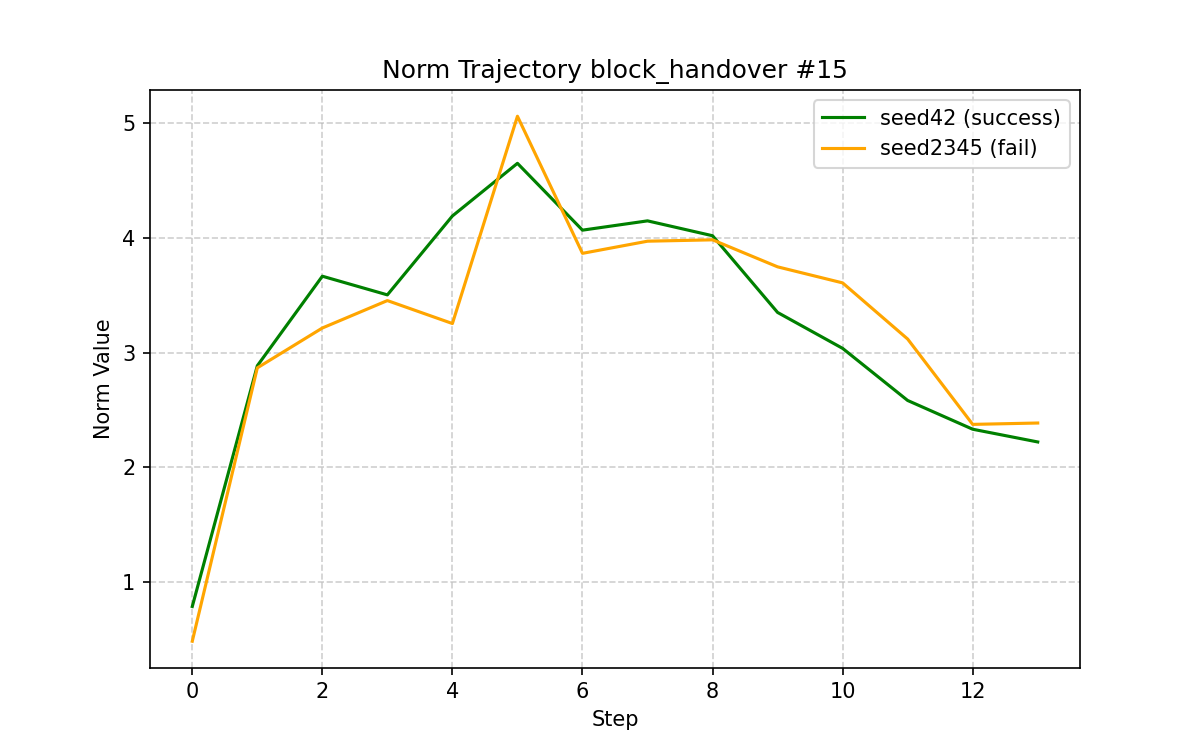 Norm Trajectory block_handover #15
seed42 (success)
seed2345 (fail)
Norm Value
5
4
3
2
1
0 2 4 6 8 10 12
Step